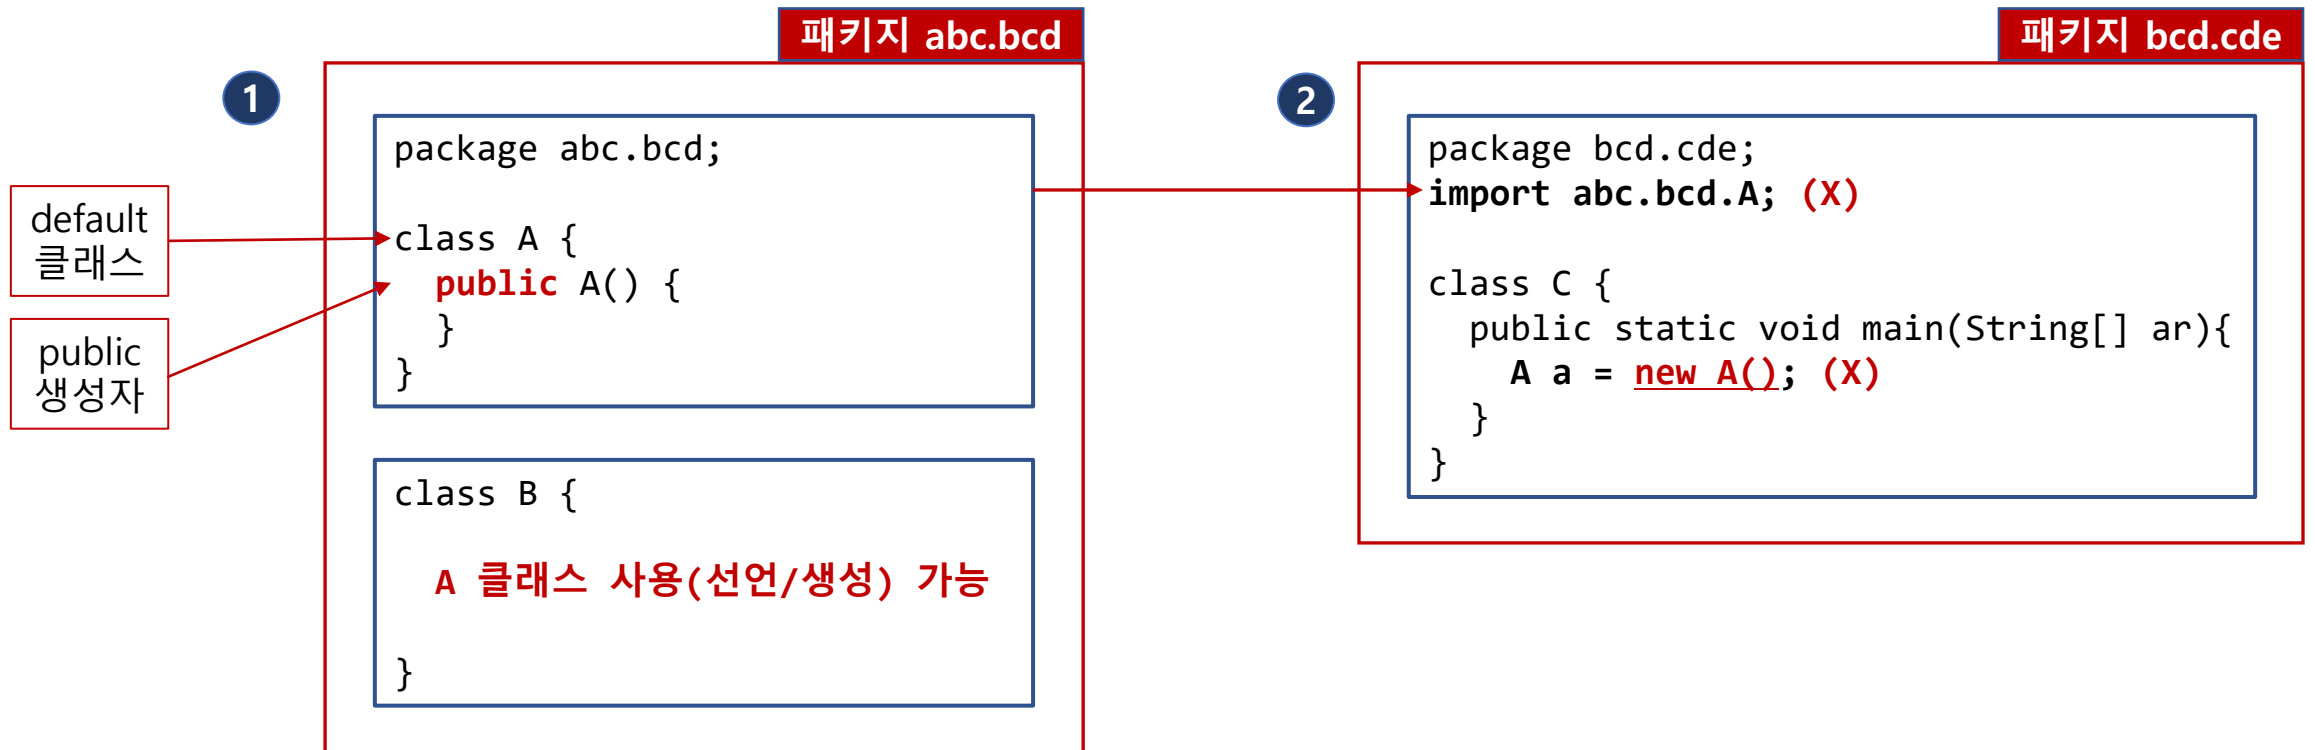 패키지 abc.bcd
1
default
클래스
public
생성자
package abc.bcd;
class A {
public A() {
}
}
class B {
A 클래스 사용(선언/생성) 가능
}
패키지 bcd.cde
2
package bcd.cde;
import abc.bcd.A; (X)
class C {
public static void main(String[] ar){
A a = new A(); (X)
}
}